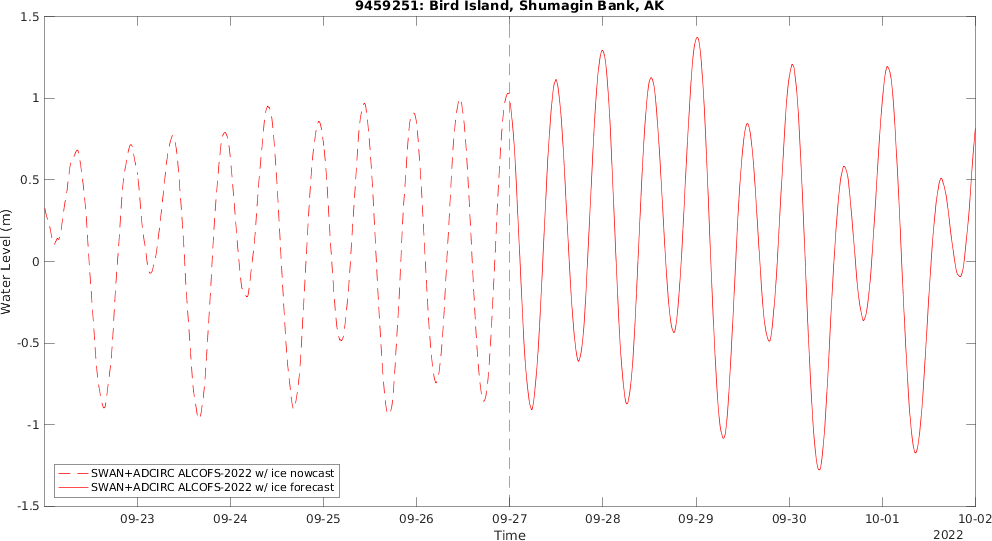 9459251: Bird Island, Shumagin Bank, AK
1.5
1
0.5
0
-0.5
-1
-1.5
Water Level (m)
SWAN+ADCIRC ALCOFS-2022 w/ ice nowcast
SWAN+ADCIRC ALCOFS-2022 w/ ice forecast
09-23 09-24 09-25 09-26 09-27 09-28 09-29 09-30 10-01 10-02
Time
2022